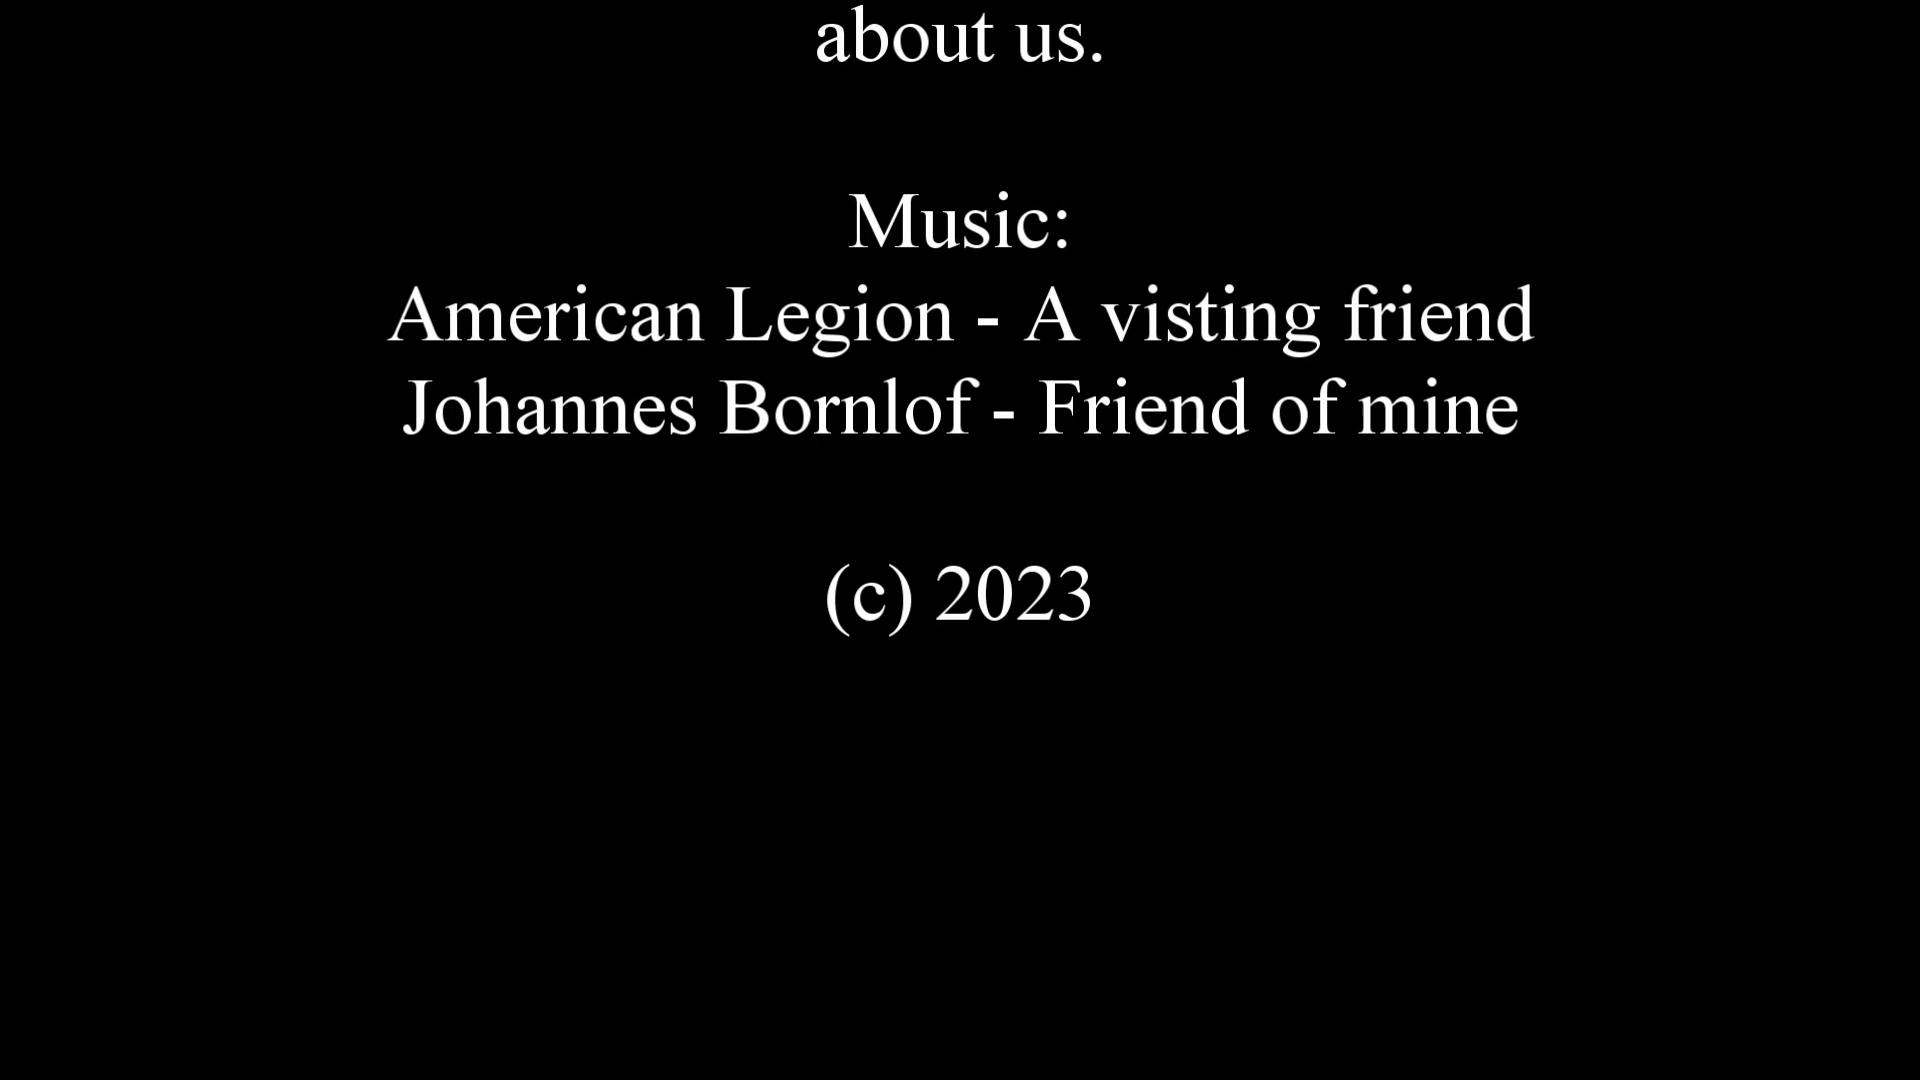 about us.
Music:
American Legion - A visting friend
Johannes Bornlof - Friend of mine
(c) 2023